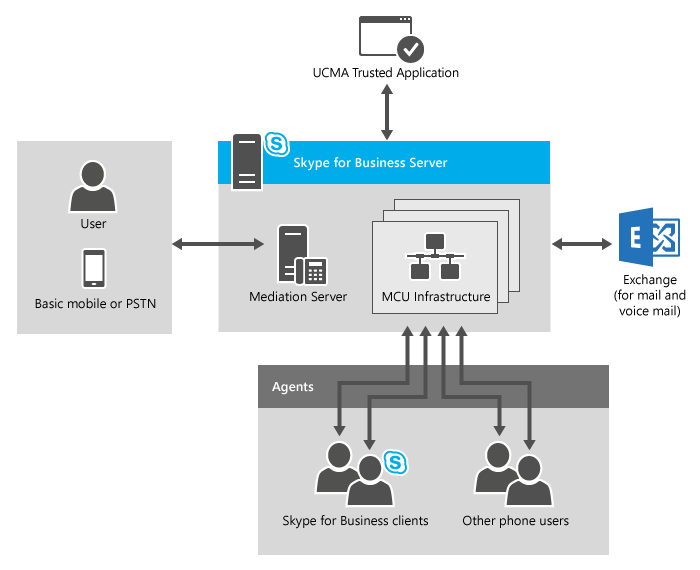 UCMA Trusted Application
S
Skype for Business Server
User
Basic mobile or PSTN
Mediation Server
MCU Infrastructure
E
Exchange
(for mail and
voice mail)
Agents
S
Skype for Business clients
Other phone users